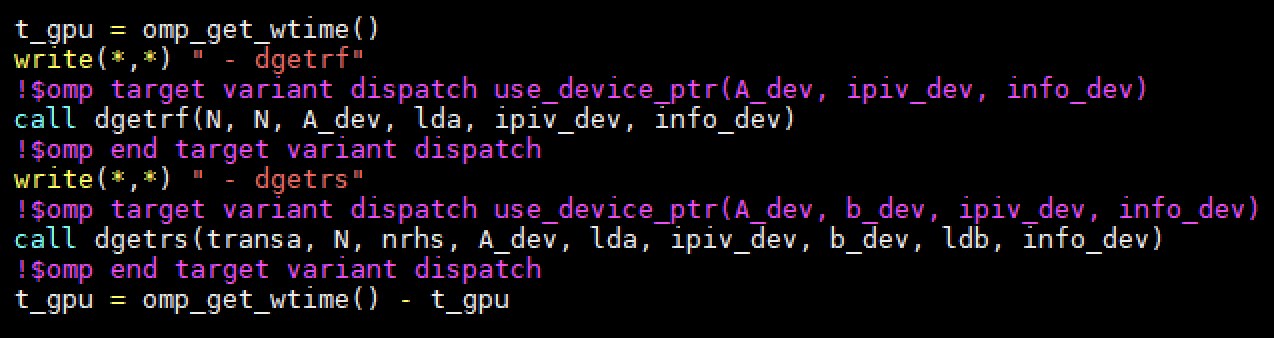 t_gpu = omp_get_wtime()
write(*,*) " - dgetrf"
!$omp target variant dispatch use_device_ptr(A_dev, ipiv_dev, info_dev)
call dgetrf(N, N, A_dev, lda, ipiv_dev, info_dev)
!$omp end target variant dispatch
write(*,*) " - dgetrs"
!$omp target variant dispatch use_device_ptr(A_dev, b_dev, ipiv_dev, info_dev)
call dgetrs(transa, N, nrhs, A_dev, lda, ipiv_dev, b_dev, ldb, info_dev)
!$omp end target variant dispatch
t_gpu = omp_get_wtime() - t_gpu